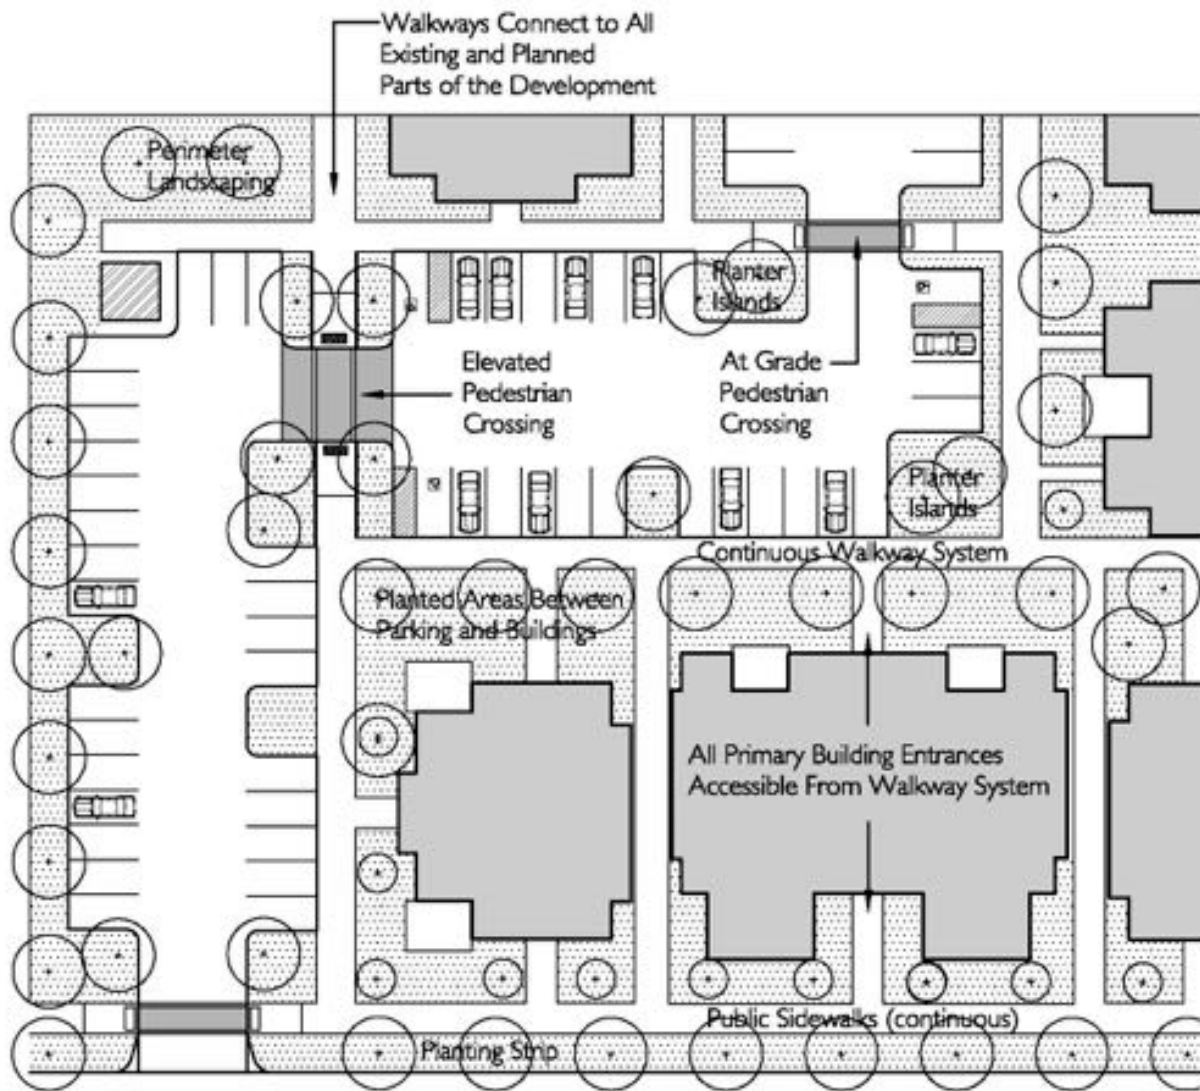 Walkways Connect to All
Existing and Planned
Parts of the Development
Perimeter
Landscaping
Planter
Islands
Elevated
Pedestrian
Crossing
At Grade
Pedestrian
Crossing
Planter
Islands
Continuous Walkway System
Planted Areas Between
Parking and Buildings
All Primary Building Entrances
Accessible From Walkway System
Public Sidewalks (continuous)
Planting Strip